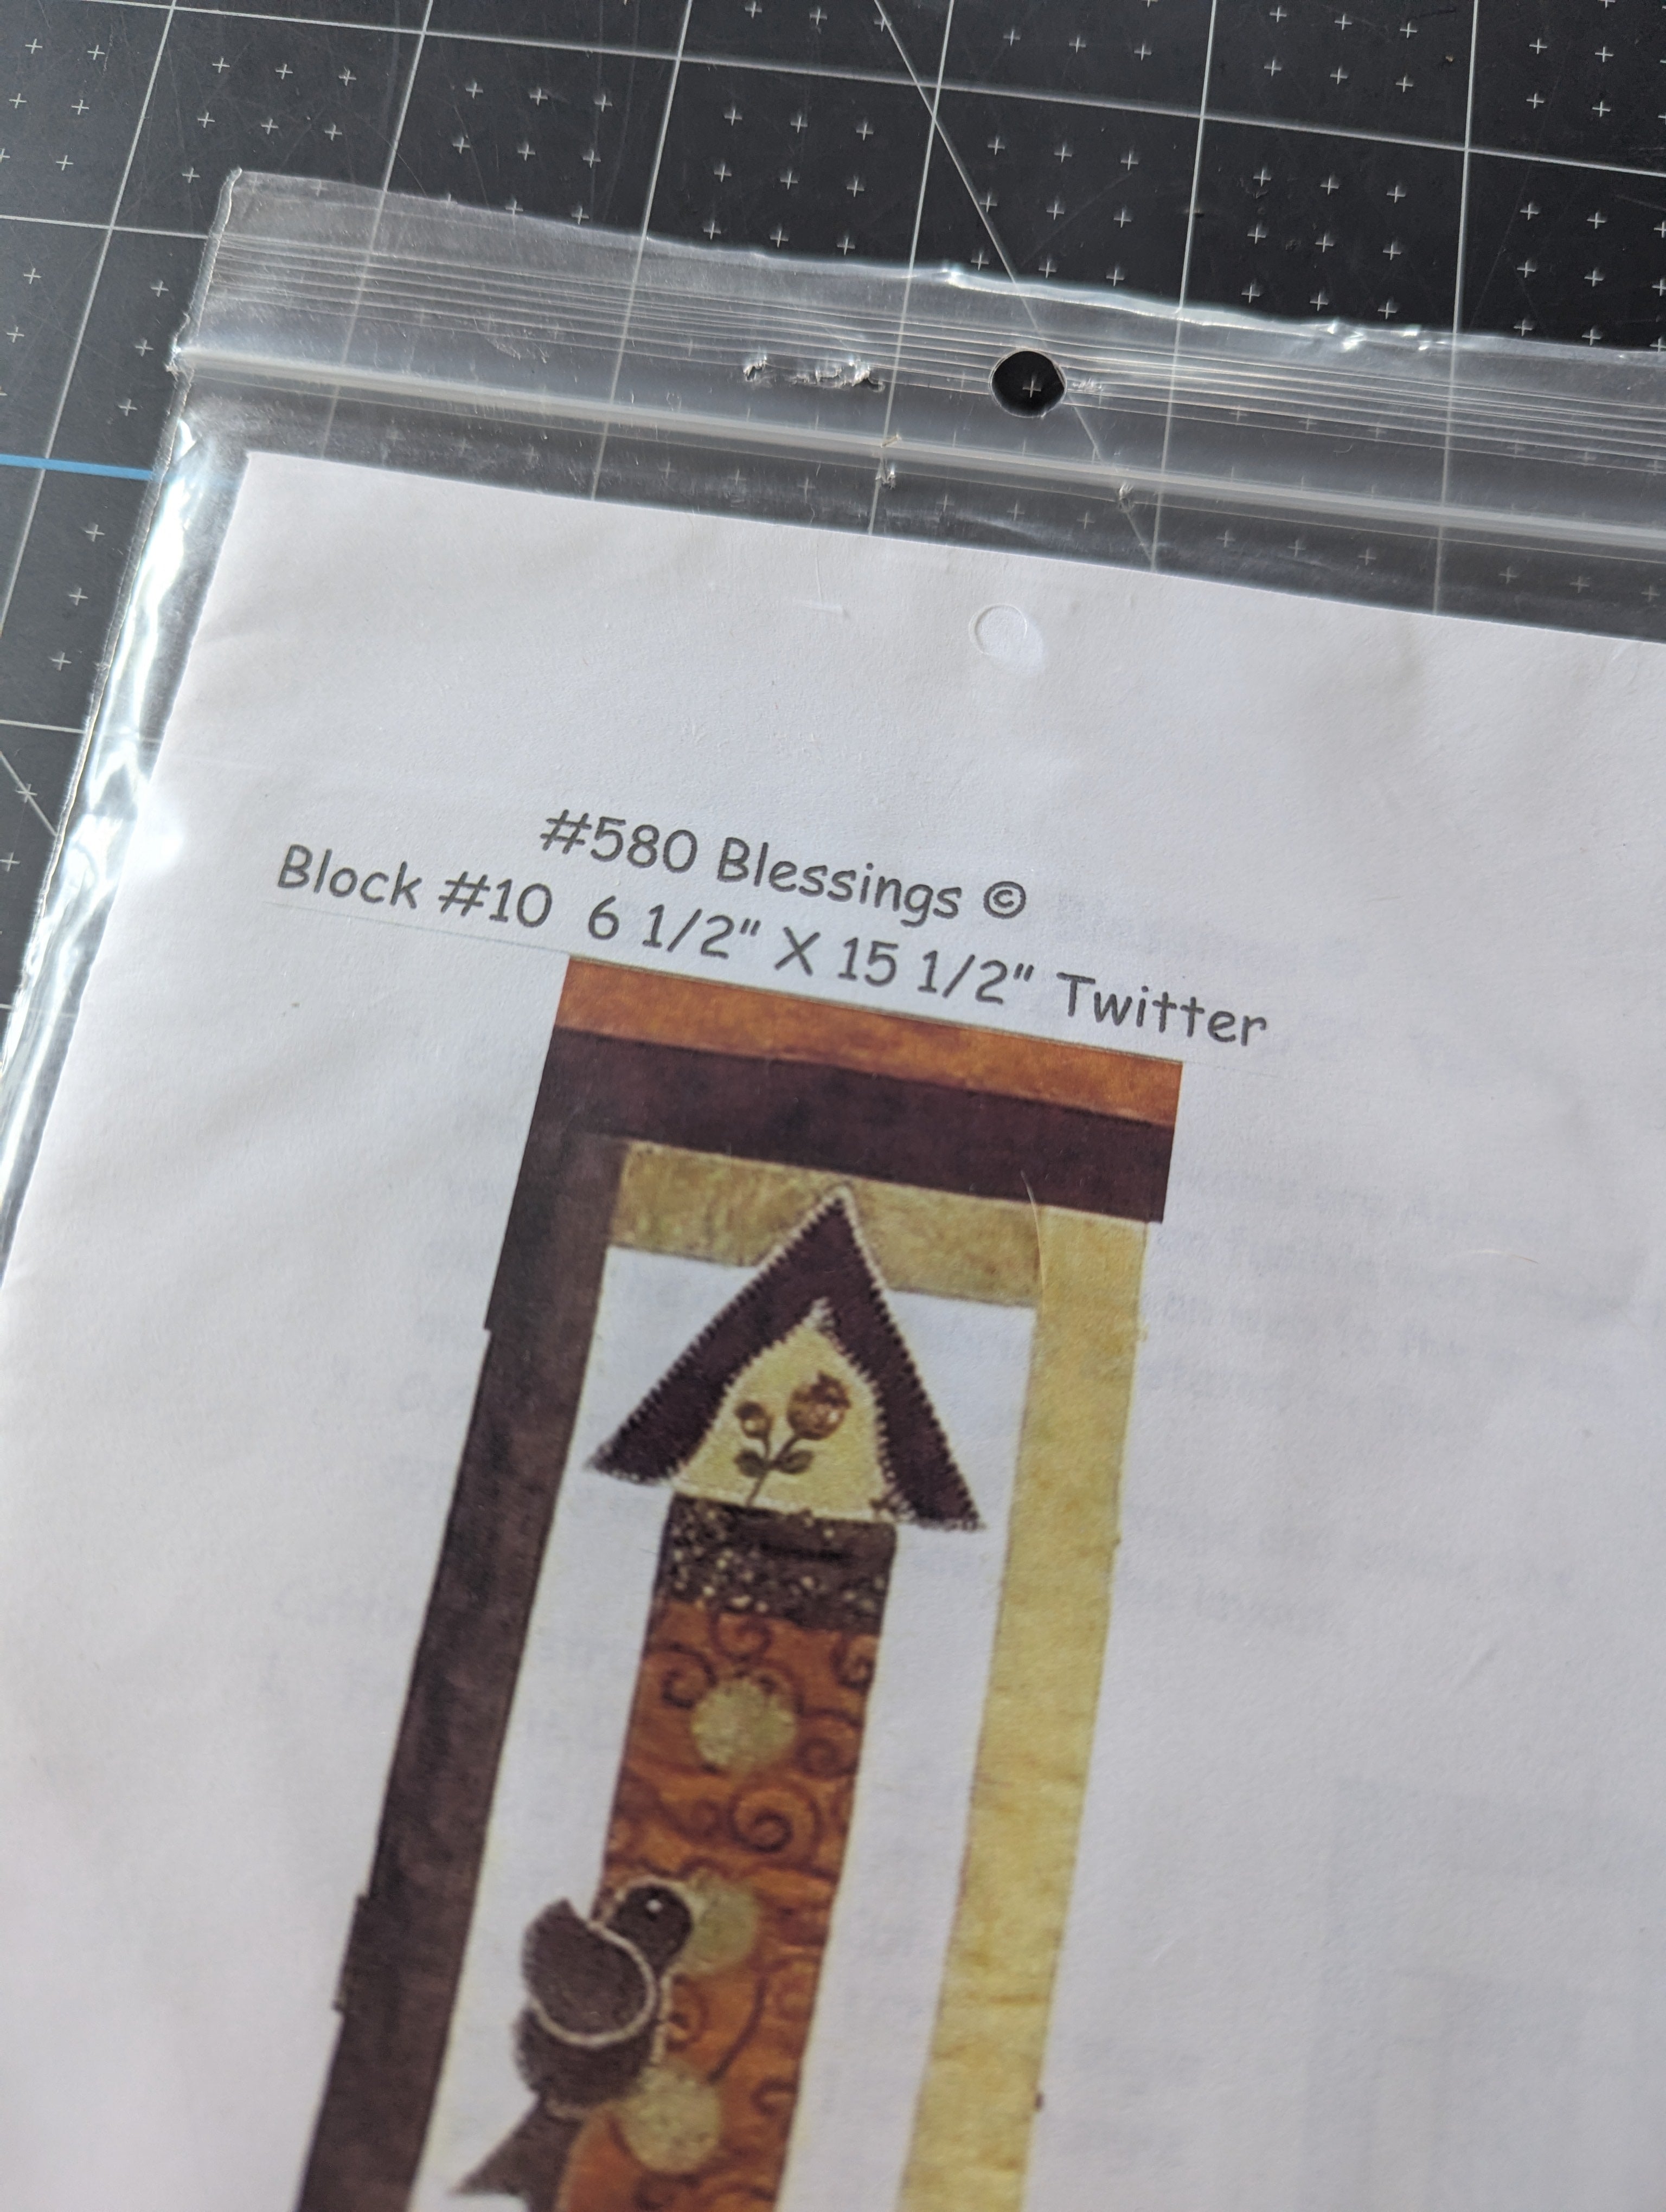 #580 Blessings ©
Block #10 6 1/2" X 15 1/2" Twitter